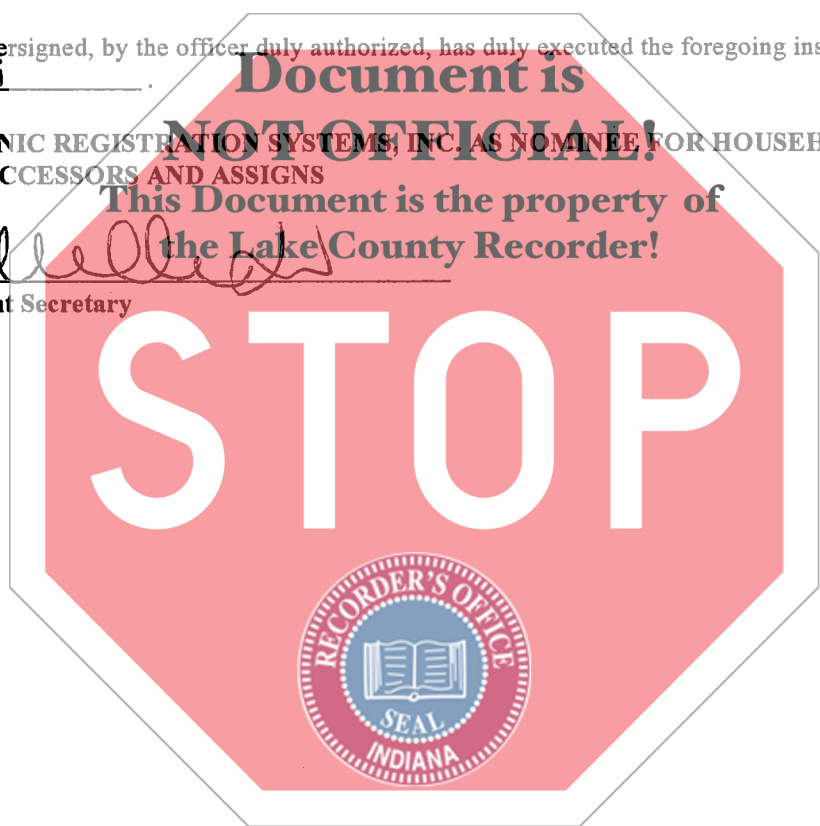 ersigned, by the officer duly authorized, has duly executed the foregoing ins
Document is
NIC REGISTRATION SYSTEMS, INC. AS NOMINEE FOR HOUSEH
NOT OFFICIAL!
CCESSORS AND ASSIGNS
This Document is the property of
the Lake County Recorder!
nt Secretary
STOP
RECORDER'S OFFICE
SEAL
INDIANA